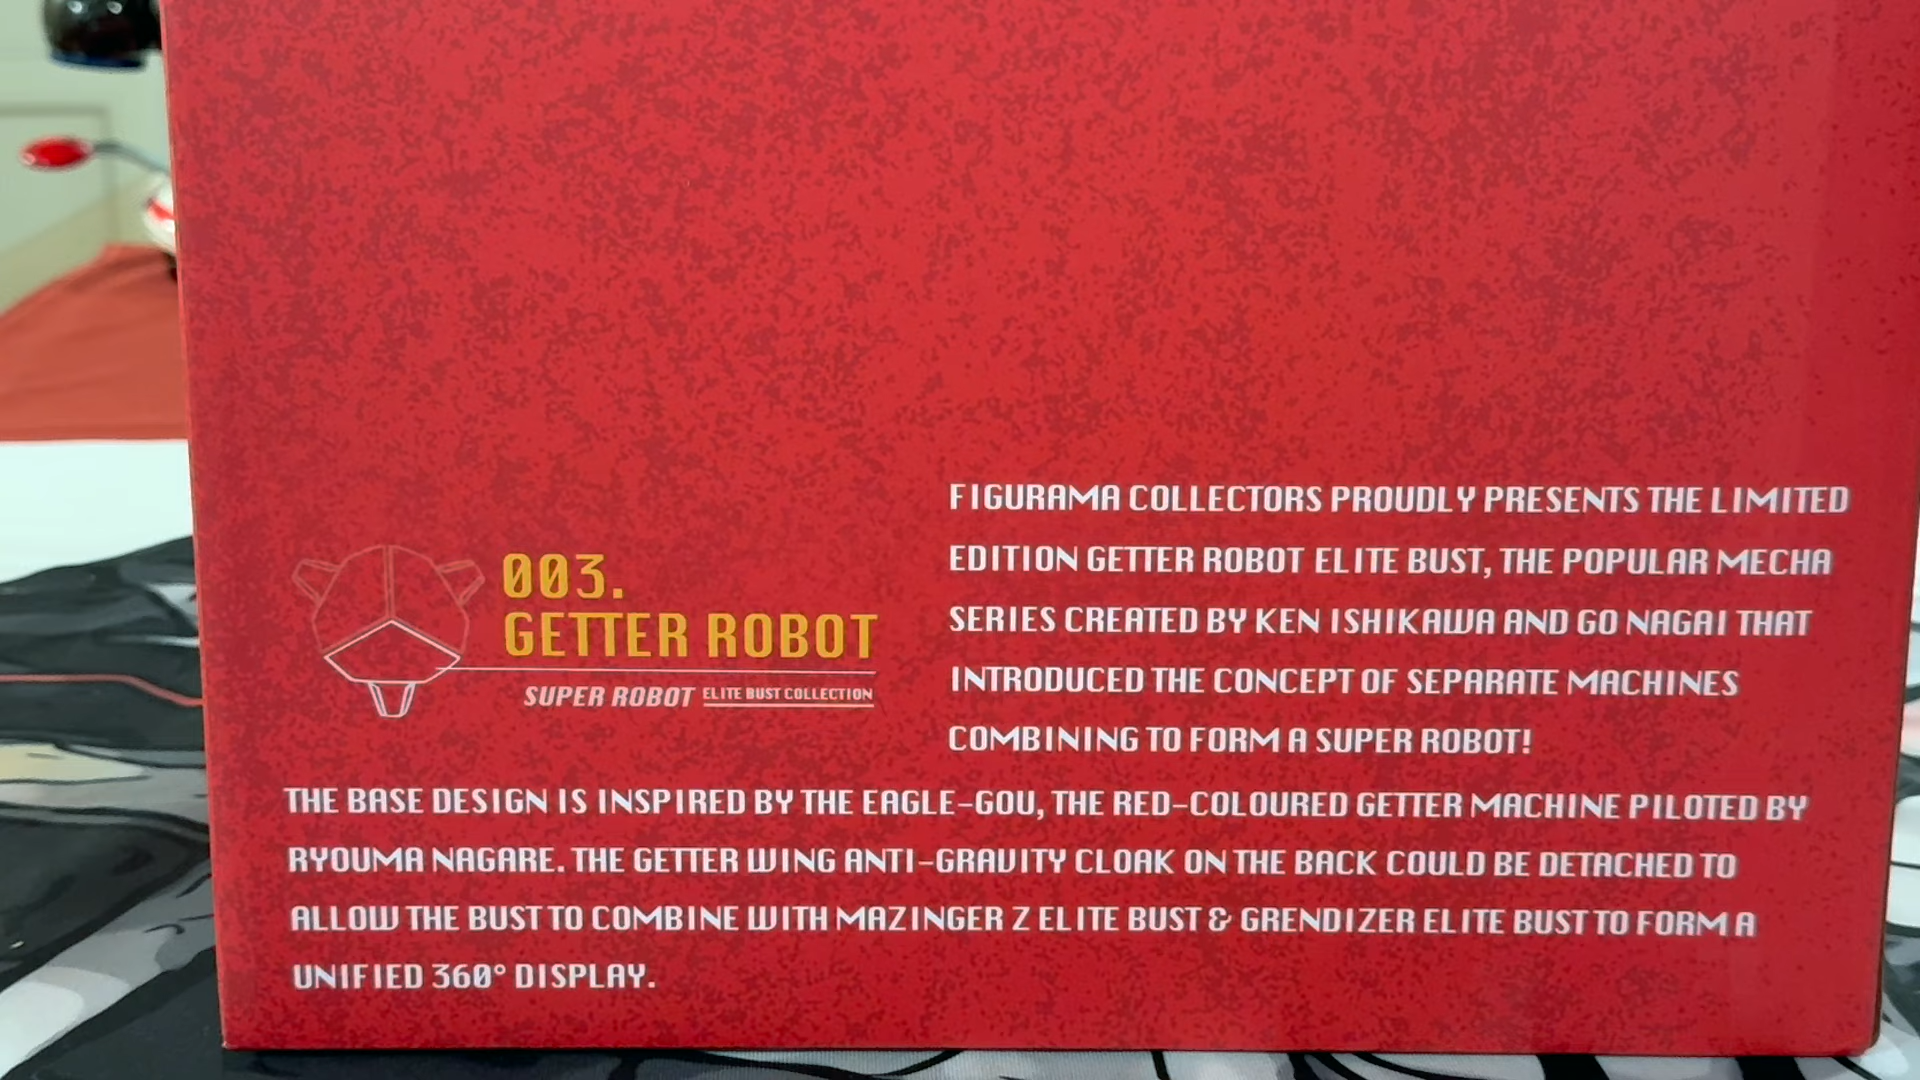 003.
GETTER ROBOT
SUPER ROBOT ELITE BUST COLLECTION
FIGURAMA COLLECTORS PROUDLY PRESENTS THE LIMITED
EDITION GETTER ROBOT ELITE BUST, THE POPULAR MECHA
SERIES CREATED BY KEN ISHIKAWA AND GO NAGAI THAT
INTRODUCED THE CONCEPT OF SEPARATE MACHINES
COMBINING TO FORM A SUPER ROBOT!
THE BASE DESIGN IS INSPIRED BY THE EAGLE-GOU, THE RED-COLOURED GETTER MACHINE PILOTED BY
RYOUMA NAGARE. THE GETTER WING ANTI-GRAVITY CLOAK ON THE BACK COULD BE DETACHED TO
ALLOW THE BUST TO COMBINE WITH MAZINGER Z ELITE BUST & GRENDIZER ELITE BUST TO FORM A
UNIFIED 360° DISPLAY.